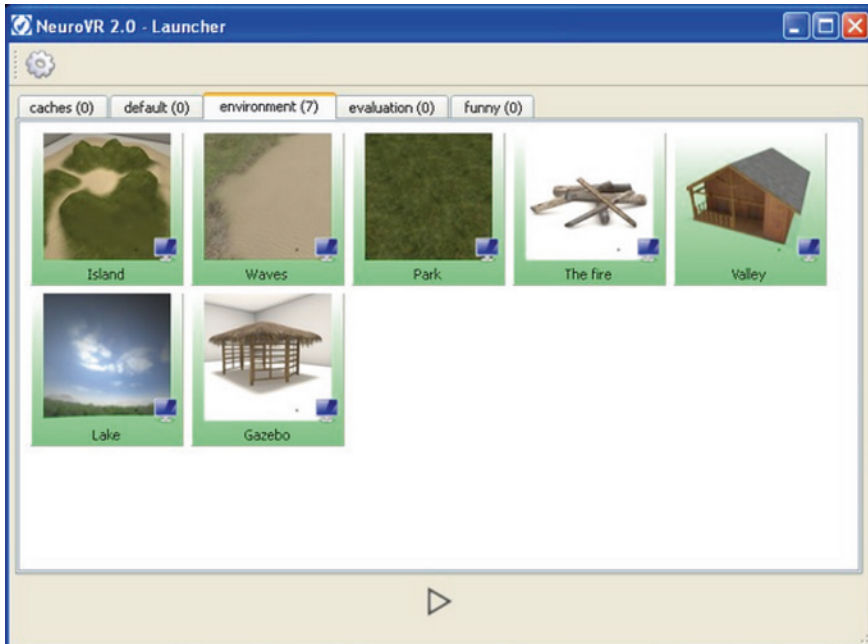 NeuroVR 2.0 - Launcher
caches (0) default (0) environment (7) evaluation (0) funny (0)
Island Waves Park The fire Valley
Lake Gazebo